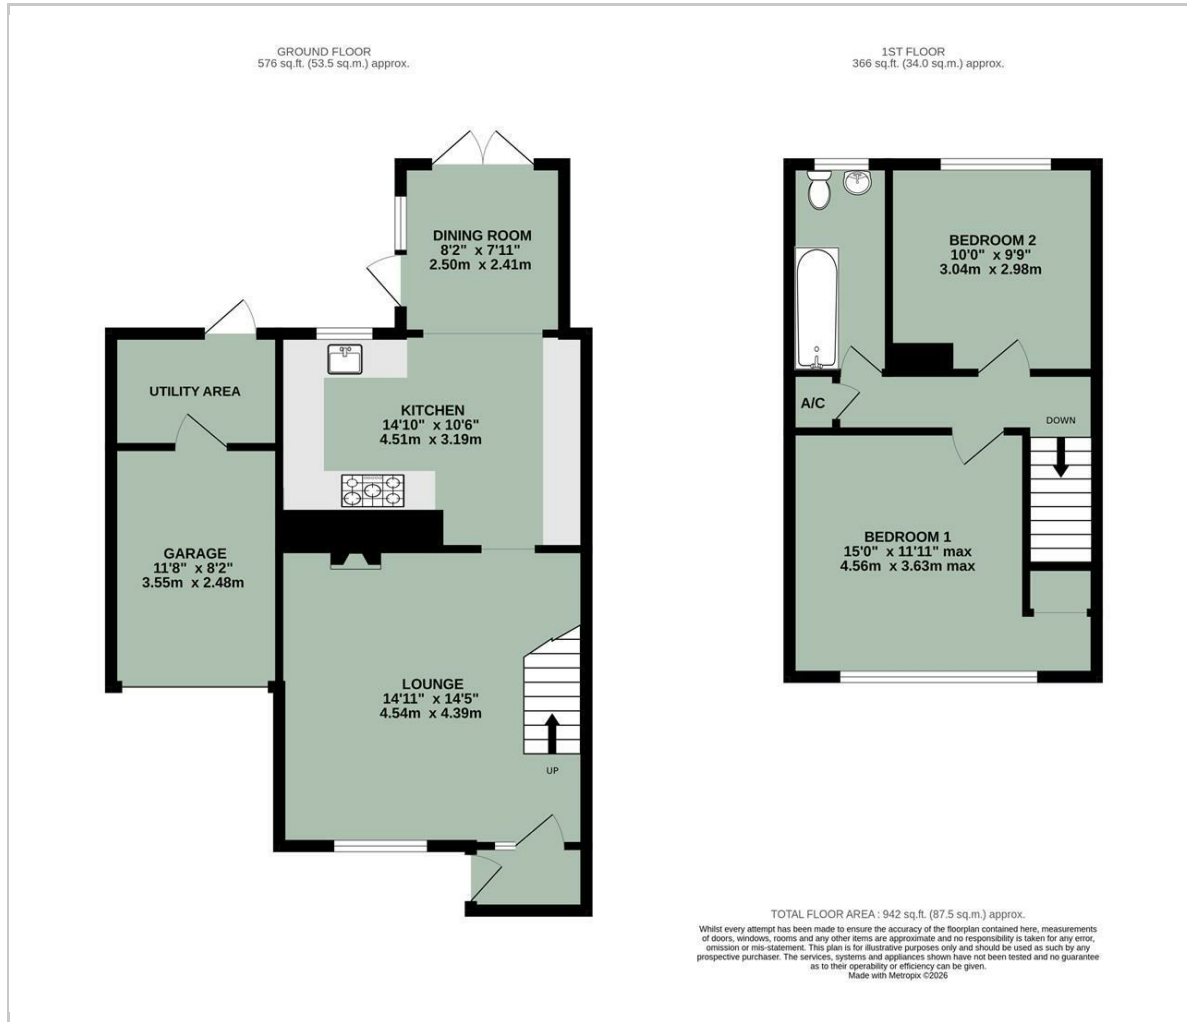 GROUND FLOOR
576 sq.ft. (53.5 sq.m.) approx.
DINING ROOM
8'2" x 7'11"
2.50m x 2.41m
UTILITY AREA
KITCHEN
14'10" x 10'6"
4.51m x 3.19m
GARAGE
11'8" x 8'2"
3.55m x 2.48m
LOUNGE
14'11" x 14'5"
4.54m x 4.39m
UP
1ST FLOOR
366 sq.ft. (34.0 sq.m.) approx.
BEDROOM 2
10'0" x 9'9"
3.04m x 2.98m
A/C
DOWN
BEDROOM 1
15'0" x 11'11" max
4.56m x 3.63m max
TOTAL FLOOR AREA : 942 sq.ft. (87.5 sq.m.) approx.
Whilst every attempt has been made to ensure the accuracy of the floorplan contained here, measurements
of doors, windows, rooms and any other items are approximate and no responsibility is taken for any error,
omission or mis-statement. This plan is for illustrative purposes only and should be used as such by any
prospective purchaser. The services, systems and appliances shown have not been tested and no guarantee
as to their operability or efficiency can be given.
Made with Metropix ©2026